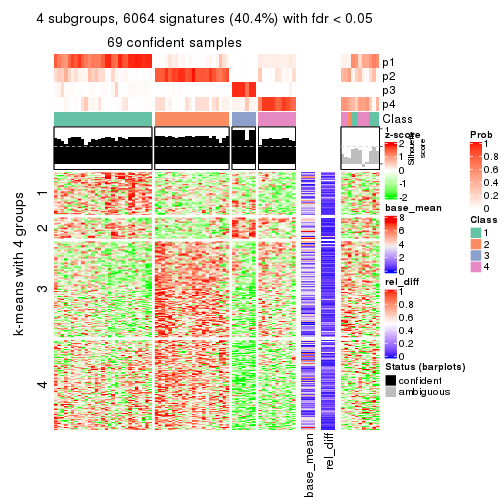 4 subgroups, 6064 signatures (40.4%) with fdr < 0.05
69 confident samples
p1
p2
p3
p4
Class
1
Silhouette
score
k-means with 4 groups
1
2
3
4
base_mean
rel_diff
z-score
2
1
0
-1
-2
base_mean
8
6
4
2
0
rel_diff
1
0.8
0.6
0.4
0.2
0
Status (barplots)
confident
ambiguous
Prob
1
0.8
0.6
0.4
0.2
0
Class
1
2
3
4